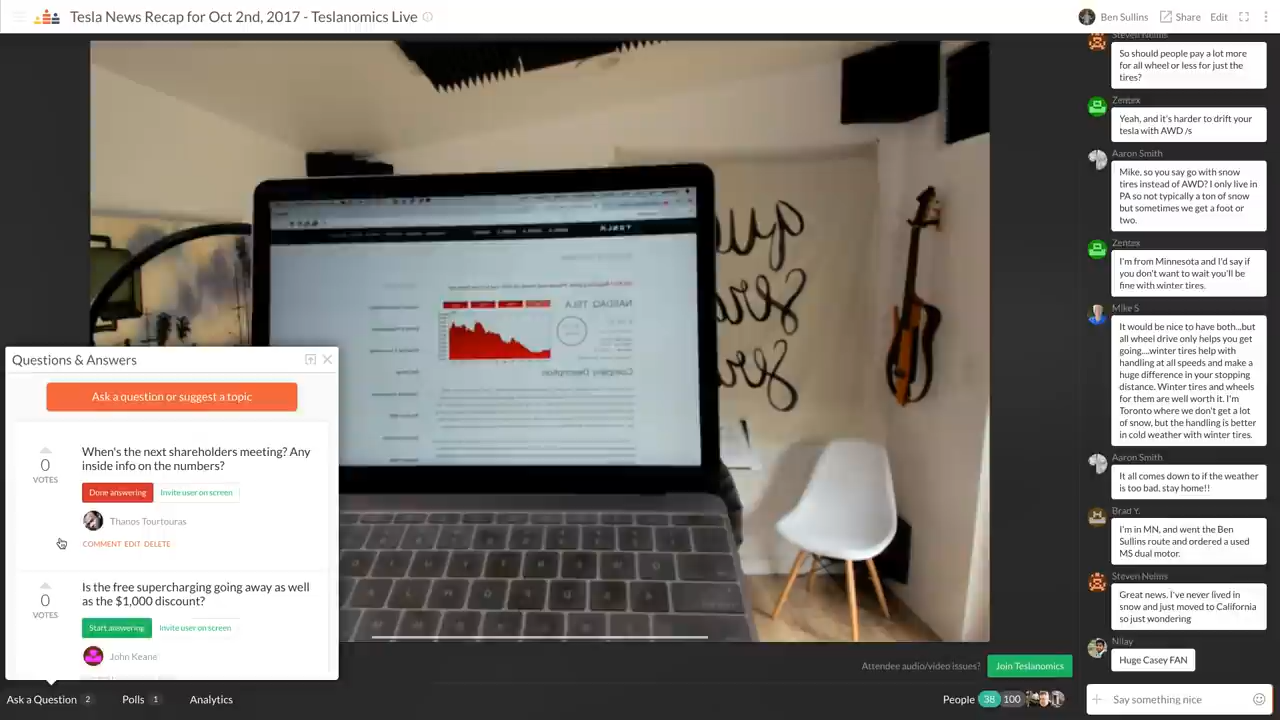 Tesla News Recap for Oct 2nd, 2017 - Teslanomics Live
Ben Sullins
Share
Edit
Steven Nelms
So should people pay a lot more
for all wheel or less for just the
tires?
Zentex
Yeah, and it's harder to drift your
tesla with AWD /s
Aaron Smith
Mike, so you say go with snow
tires instead of AWD? I only live in
PA so not typically a ton of snow
but sometimes we get a foot or
two.
Zentex
I'm from Minnesota and I'd say if
you don't want to wait you'll be
fine with winter tires.
Mike S
It would be nice to have both...but
all wheel drive only helps you get
going....winter tires help with
handling at all speeds and make a
huge difference in your stopping
distance. Winter tires and wheels
for them are well worth it. I'm
Toronto where we don't get a lot
of snow, but the handling is better
in cold weather with winter tires.
Aaron Smith
It all comes down to if the weather
is too bad, stay home!!
Brad Y.
I'm in MN, and went the Ben
Sullins route and ordered a used
MS dual motor.
Steven Nelms
Great news. I've never lived in
snow and just moved to California
so just wondering
Nilay
Huge Casey FAN
Say something nice
TESLA
NASDAQ: TSLA
Company Description
Questions & Answers
Ask a question or suggest a topic
0
VOTES
When's the next shareholders meeting? Any
inside info on the numbers?
Done answering
Invite user on screen
Thanos Tourtouras
COMMENT EDIT DELETE
0
VOTES
Is the free supercharging going away as well
as the $1,000 discount?
Start answering
Invite user on screen
John Keane
Attendee audio/video issues?
Join Teslanomics
Ask a Question 2
Polls 1
Analytics
People 38 100